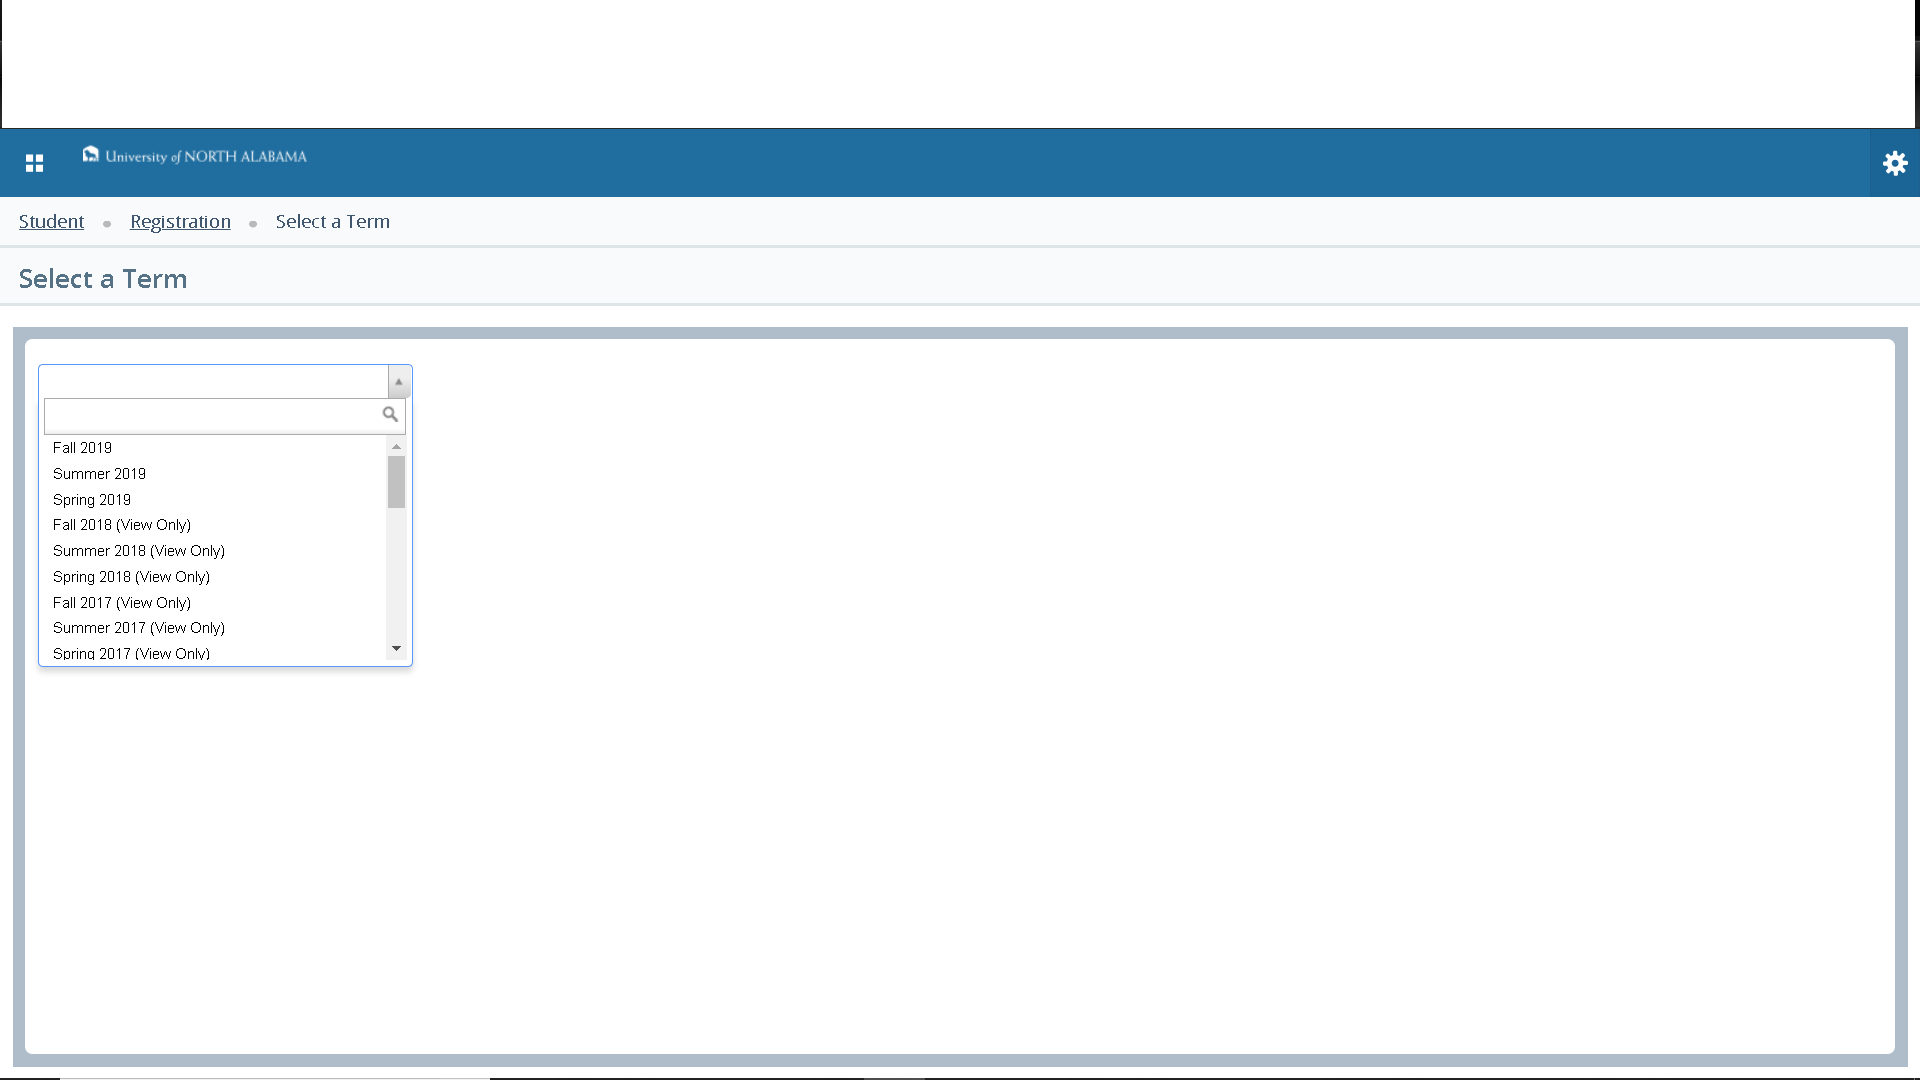 University of NORTH ALABAMA
Student
Registration
Select a Term
Select a Term
Fall 2019
Summer 2019
Spring 2019
Fall 2018 (View Only)
Summer 2018 (View Only)
Spring 2018 (View Only)
Fall 2017 (View Only)
Summer 2017 (View Only)
Spring 2017 (View Only)